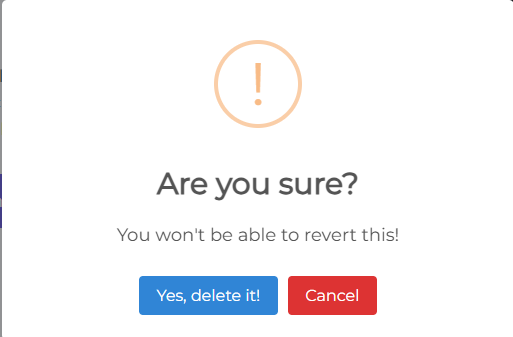 !
Are you sure?
You won't be able to revert this!
Yes, delete it!
Cancel